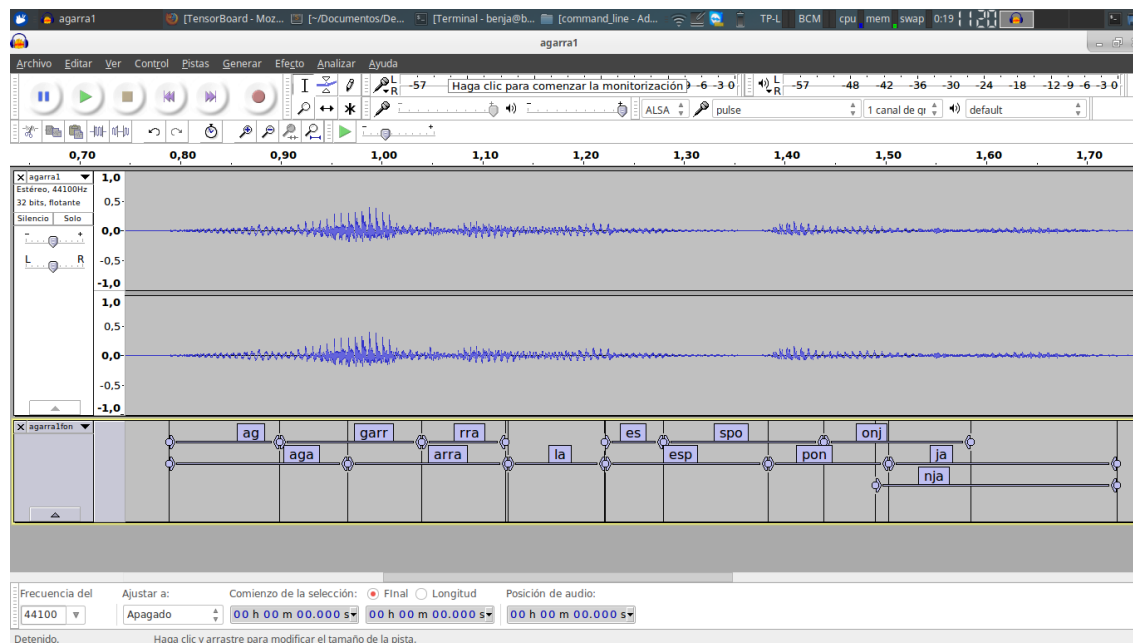 agarra1 [TensorBoard - Moz... [~/Documentos/De... [Terminal - benja@b... [command_line - Ad... TP-L BCM cpu mem swap 0:19
agarra1
Archivo Editar Ver Control Pistas Generar Efecto Analizar Ayuda
L R -57 Haga clic para comenzar la monitorización -6 -3 0 L R -57 -48 -42 -36 -30 -24 -18 -12 -9 -6 -3 0
- + - + ALSA pulse 1 canal de gr default
- +
0,70 0,80 0,90 1,00 1,10 1,20 1,30 1,40 1,50 1,60 1,70
X agarra1 1,0
Estéreo, 44100Hz
32 bits, flotante 0,5
Silencio Solo
- + 0,0
L R -0,5
-1,0
1,0
0,5
0,0
-0,5
-1,0
X agarra1fon
ag garr rra es spo onj
aga arra la esp pon ja
nja
Frecuencia del Ajustar a: Comienzo de la selección: FInal Longitud Posición de audio:
44100 Apagado 00 h 00 m 00.000 s 00 h 00 m 00.000 s 00 h 00 m 00.000 s
Detenido. Haga clic y arrastre para modificar el tamaño de la pista.